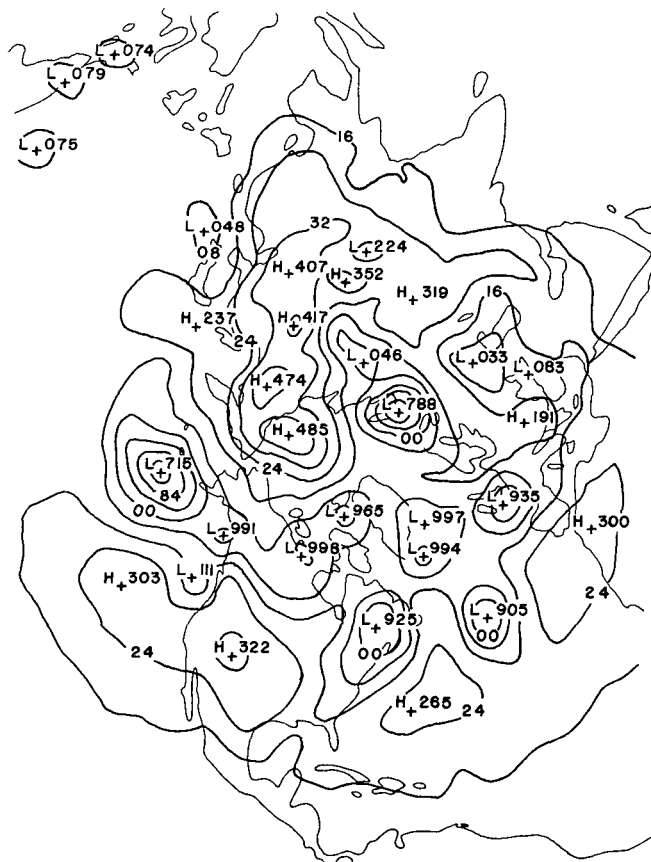 L 074
L 079
16
L 075
L 048
32
L 224
08
H 407
H 352
H 319
16
H 237
H 417
24
L 046
L 033
L 083
H 474
L 788
H 191
H 485
00
L 715
24
84
L 935
00
L 965
L 997
L 991
H 300
L 998
L 994
L 111
H 303
24
L 925
L 905
00
00
24
H 322
H 265
24